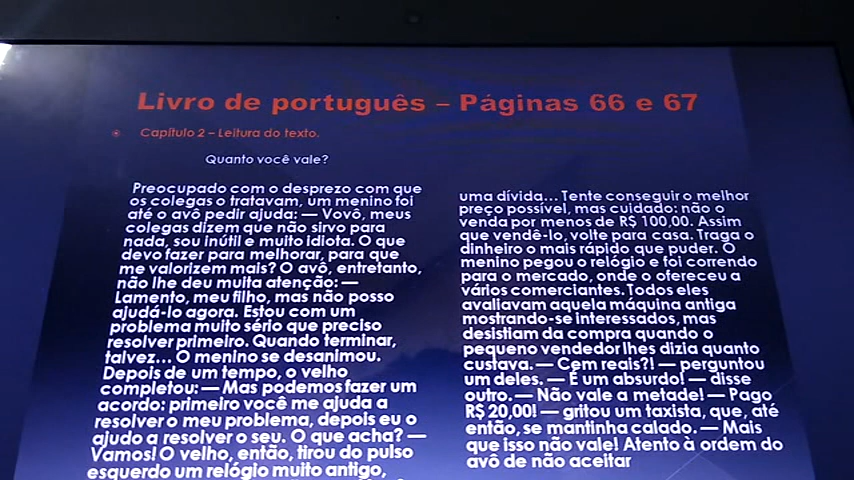 Livro de português – Páginas 66 e 67
Capítulo 2 – Leitura do texto.
Quanto você vale?
Preocupado com o desprezo com que
os colegas o tratavam, um menino foi
até o avô pedir ajuda: — Vovô, meus
colegas dizem que não sirvo para
nada, sou inútil e muito idiota. O que
devo fazer para melhorar, para que
me valorizem mais? O avô, entretanto,
não lhe deu muita atenção: —
Lamento, meu filho, mas não posso
ajudá-lo agora. Estou com um
problema muito sério que preciso
resolver primeiro. Quando terminar,
talvez... O menino se desanimou.
Depois de um tempo, o velho
completou: — Mas podemos fazer um
acordo: primeiro você me ajuda a
resolver o meu problema, depois eu o
ajudo a resolver o seu. O que acha? —
Vamos! O velho, então, tirou do pulso
esquerdo um relógio muito antigo,
uma dívida... Tente conseguir o melhor
preço possível, mas cuidado: não o
venda por menos de R$ 100,00. Assim
que vendê-lo, volte para casa. Traga o
dinheiro o mais rápido que puder. O
menino pegou o relógio e foi correndo
para o mercado, onde o ofereceu a
vários comerciantes. Todos eles
avaliavam aquela máquina antiga
mostrando-se interessados, mas
desistiam da compra quando o
pequeno vendedor lhes dizia quanto
custava. — Cem reais?! — perguntou
um deles. — É um absurdo! — disse
outro. — Não vale a metade! — Pago
R$ 20,00! — gritou um taxista, que, até
então, se mantinha calado. — Mais
que isso não vale! Atento à ordem do
avô de não aceitar